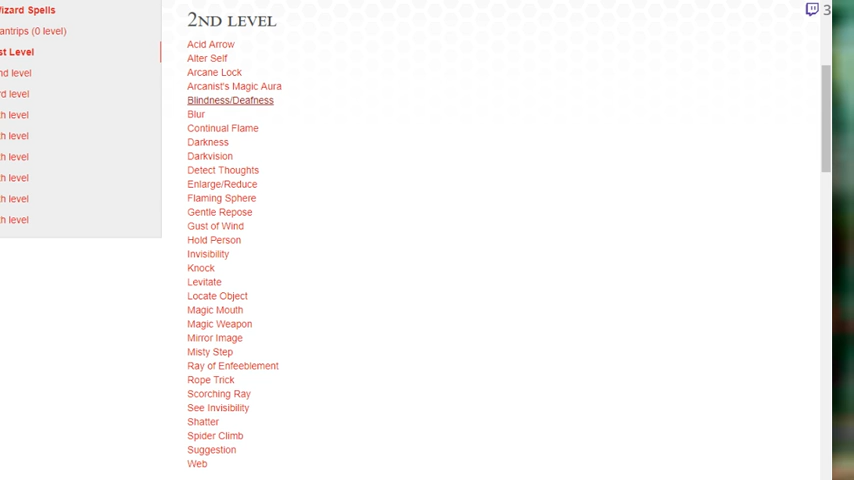 Wizard Spells
antrips (0 level)
st Level
nd level
rd level
h level
h level
h level
h level
h level
h level
2ND LEVEL
Acid Arrow
Alter Self
Arcane Lock
Arcanist's Magic Aura
Blindness/Deafness
Blur
Continual Flame
Darkness
Darkvision
Detect Thoughts
Enlarge/Reduce
Flaming Sphere
Gentle Repose
Gust of Wind
Hold Person
Invisibility
Knock
Levitate
Locate Object
Magic Mouth
Magic Weapon
Mirror Image
Misty Step
Ray of Enfeeblement
Rope Trick
Scorching Ray
See Invisibility
Shatter
Spider Climb
Suggestion
Web
3